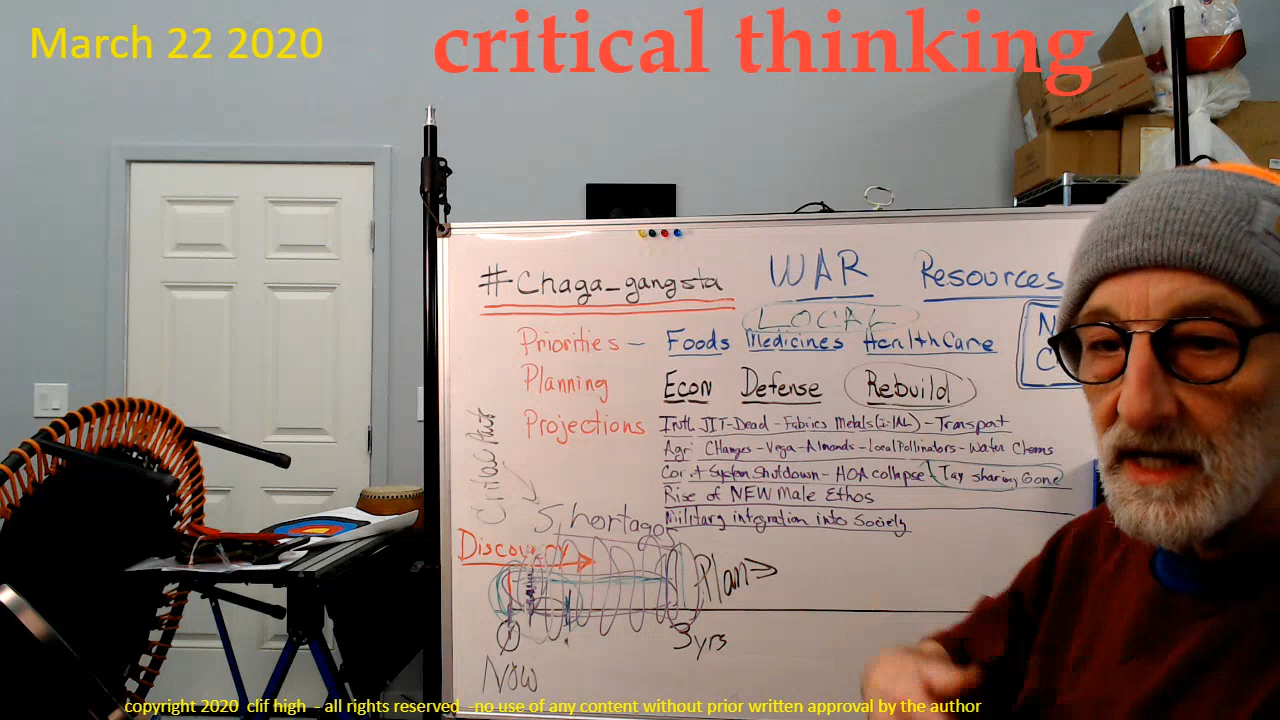 March 22 2020
critical thinking
#Chaga_gangsta
WAR
Resources
LOCAL
Priorities - Foods Medicines HealthCare
N
C
Planning Econ Defense Rebuild
Projections Intl. JIT-Dead - Fabrics Metals - Transport
Agr Changes - Vega - Almonds - Local Pollinators - Water Chems
System Shutdown - HOA collapse - Tax sharing Gone
Rise of NEW Male Ethos
Military integration into Society
Critical
Shortages
Discovery
Plan
3yrs
Now
copyright 2020 clif high - all rights reserved -no use of any content without prior written approval by the author